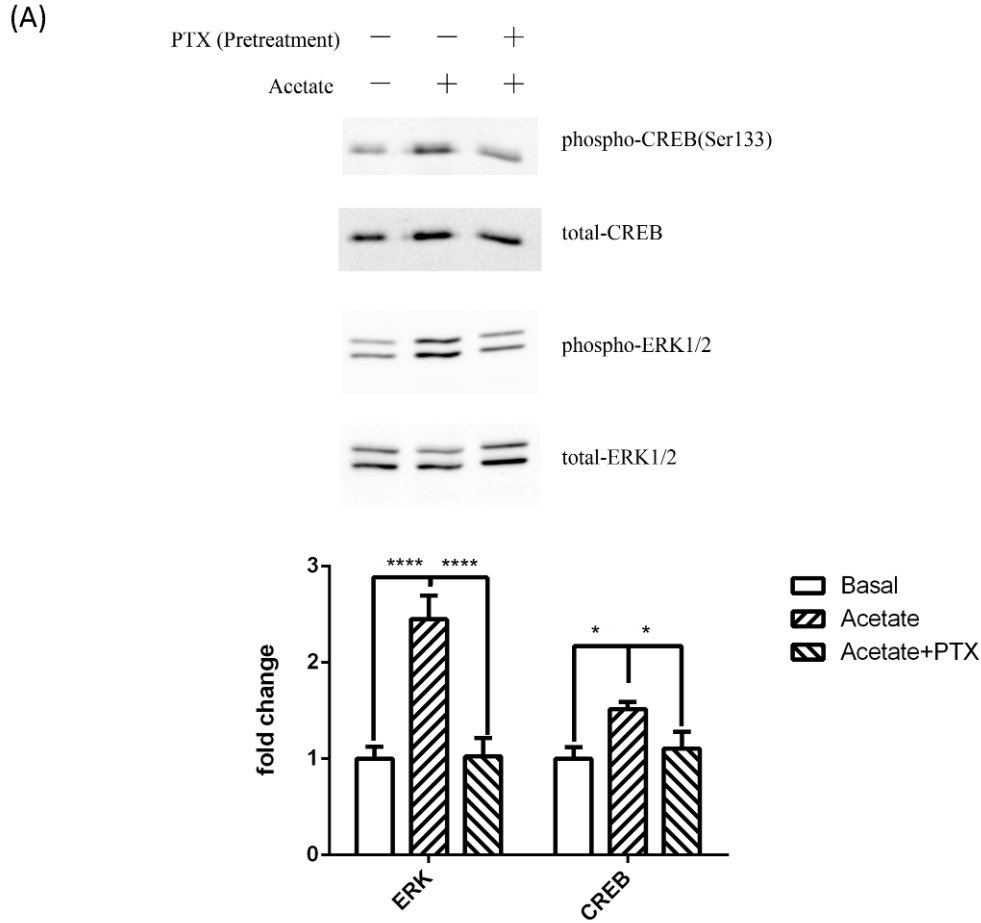 (A)
PTX (Pretreatment) — — +
Acetate — + +
phospho-CREB(Ser133)
total-CREB
phospho-ERK1/2
total-ERK1/2
3
2
1
0
fold change
**** ****
* *
ERK
CREB
Basal
Acetate
Acetate+PTX